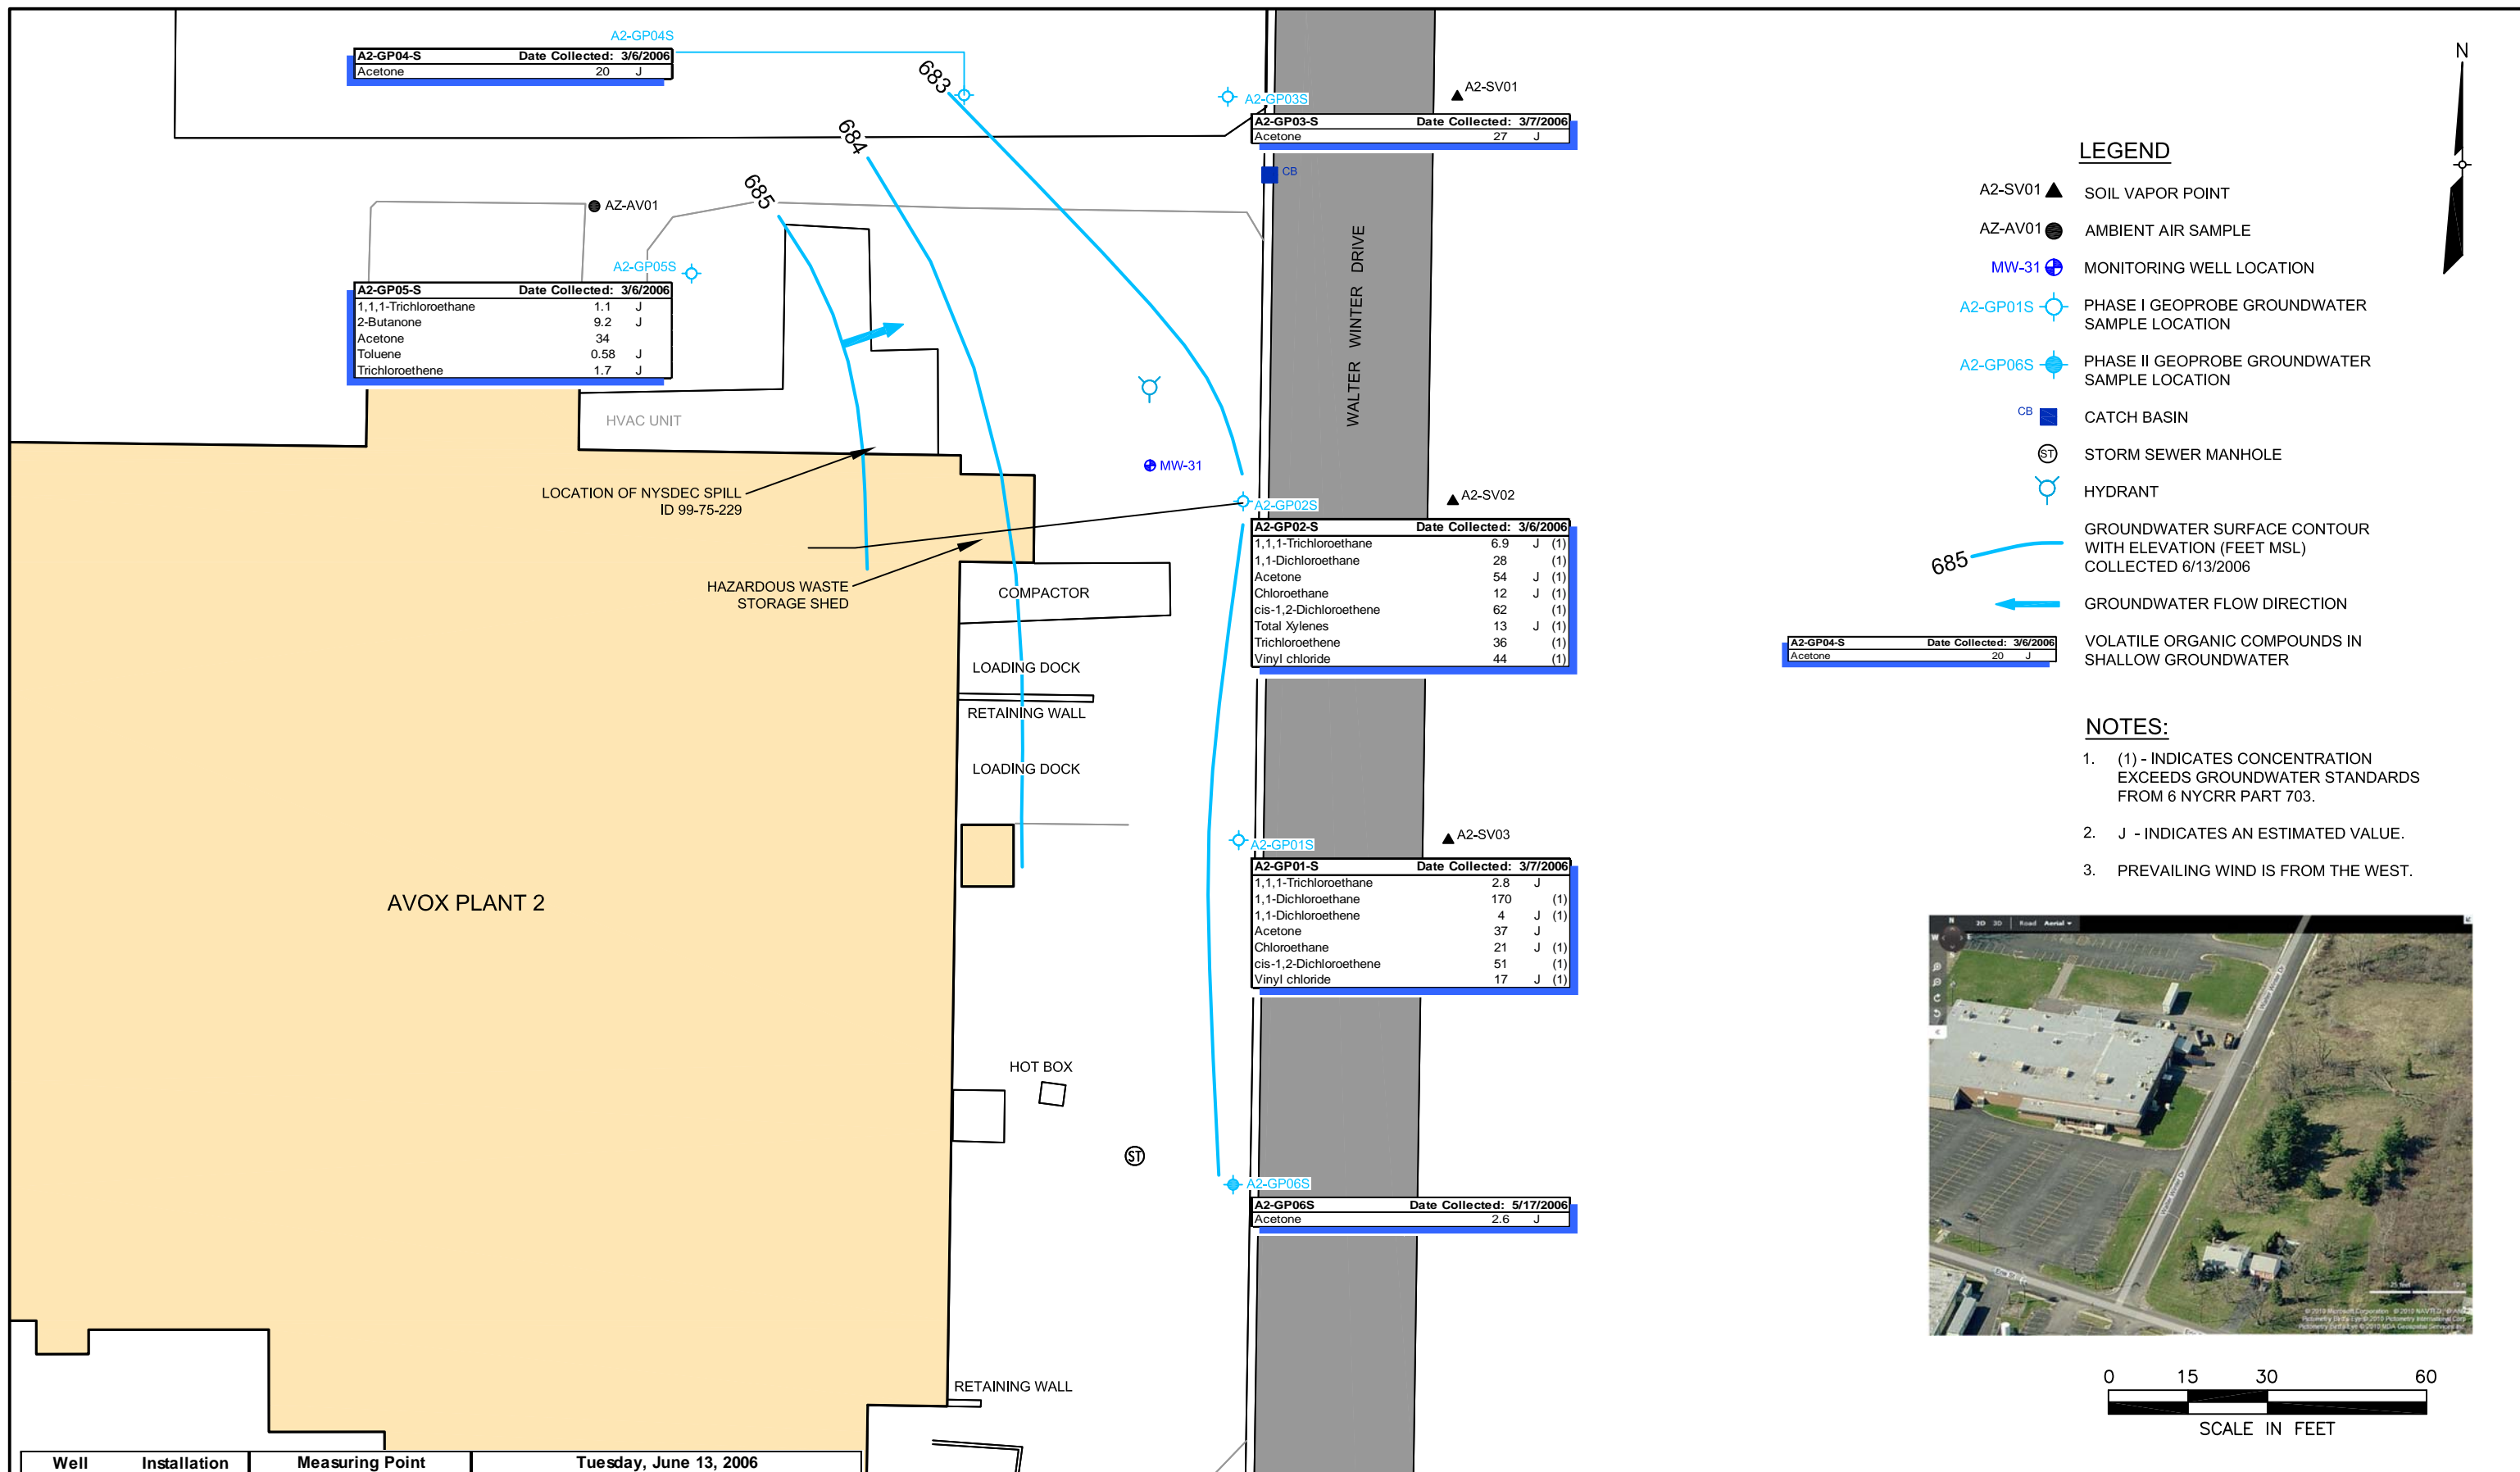 A2-GP04S
A2-GP04-S Date Collected: 3/6/2006
Acetone 20 J
683
684
685
A2-GP03S
A2-SV01
A2-GP03-S Date Collected: 3/7/2006
Acetone 27 J
CB
AZ-AV01
A2-GP05S
A2-GP05-S Date Collected: 3/6/2006
1,1,1-Trichloroethane 1.1 J
2-Butanone 9.2 J
Acetone 34
Toluene 0.58 J
Trichloroethene 1.7 J
HVAC UNIT
WALTER WINTER DRIVE
MW-31
LOCATION OF NYSDEC SPILL
ID 99-75-229
A2-GP02S
A2-SV02
A2-GP02-S Date Collected: 3/6/2006
1,1,1-Trichloroethane 6.9 J (1)
1,1-Dichloroethane 28 (1)
Acetone 54 J (1)
Chloroethane 12 J (1)
cis-1,2-Dichloroethene 62 (1)
Total Xylenes 13 J (1)
Trichloroethene 36 (1)
Vinyl chloride 44 (1)
HAZARDOUS WASTE
STORAGE SHED
COMPACTOR
LOADING DOCK
RETAINING WALL
LOADING DOCK
A2-GP01S
A2-SV03
A2-GP01-S Date Collected: 3/7/2006
1,1,1-Trichloroethane 2.8 J
1,1-Dichloroethane 170 (1)
1,1-Dichloroethene 4 J (1)
Acetone 37 J
Chloroethane 21 J (1)
cis-1,2-Dichloroethene 51 (1)
Vinyl chloride 17 J (1)
AVOX PLANT 2
HOT BOX
ST
A2-GP06S
A2-GP06S Date Collected: 5/17/2006
Acetone 2.6 J
RETAINING WALL
Well Installation Measuring Point Tuesday, June 13, 2006
N
LEGEND
A2-SV01 SOIL VAPOR POINT
AZ-AV01 AMBIENT AIR SAMPLE
MW-31 MONITORING WELL LOCATION
A2-GP01S PHASE I GEOPROBE GROUNDWATER
SAMPLE LOCATION
A2-GP06S PHASE II GEOPROBE GROUNDWATER
SAMPLE LOCATION
CB CATCH BASIN
ST STORM SEWER MANHOLE
HYDRANT
685 GROUNDWATER SURFACE CONTOUR
WITH ELEVATION (FEET MSL)
COLLECTED 6/13/2006
GROUNDWATER FLOW DIRECTION
A2-GP04-S Date Collected: 3/6/2006
Acetone 20 J
VOLATILE ORGANIC COMPOUNDS IN
SHALLOW GROUNDWATER
NOTES:
1. (1) - INDICATES CONCENTRATION
EXCEEDS GROUNDWATER STANDARDS
FROM 6 NYCRR PART 703.
2. J - INDICATES AN ESTIMATED VALUE.
3. PREVAILING WIND IS FROM THE WEST.
N
W
2D 3D Road Aerial
Walter Winter Dr
Walter Winter Dr
Erie St
0 15 30 60
SCALE IN FEET